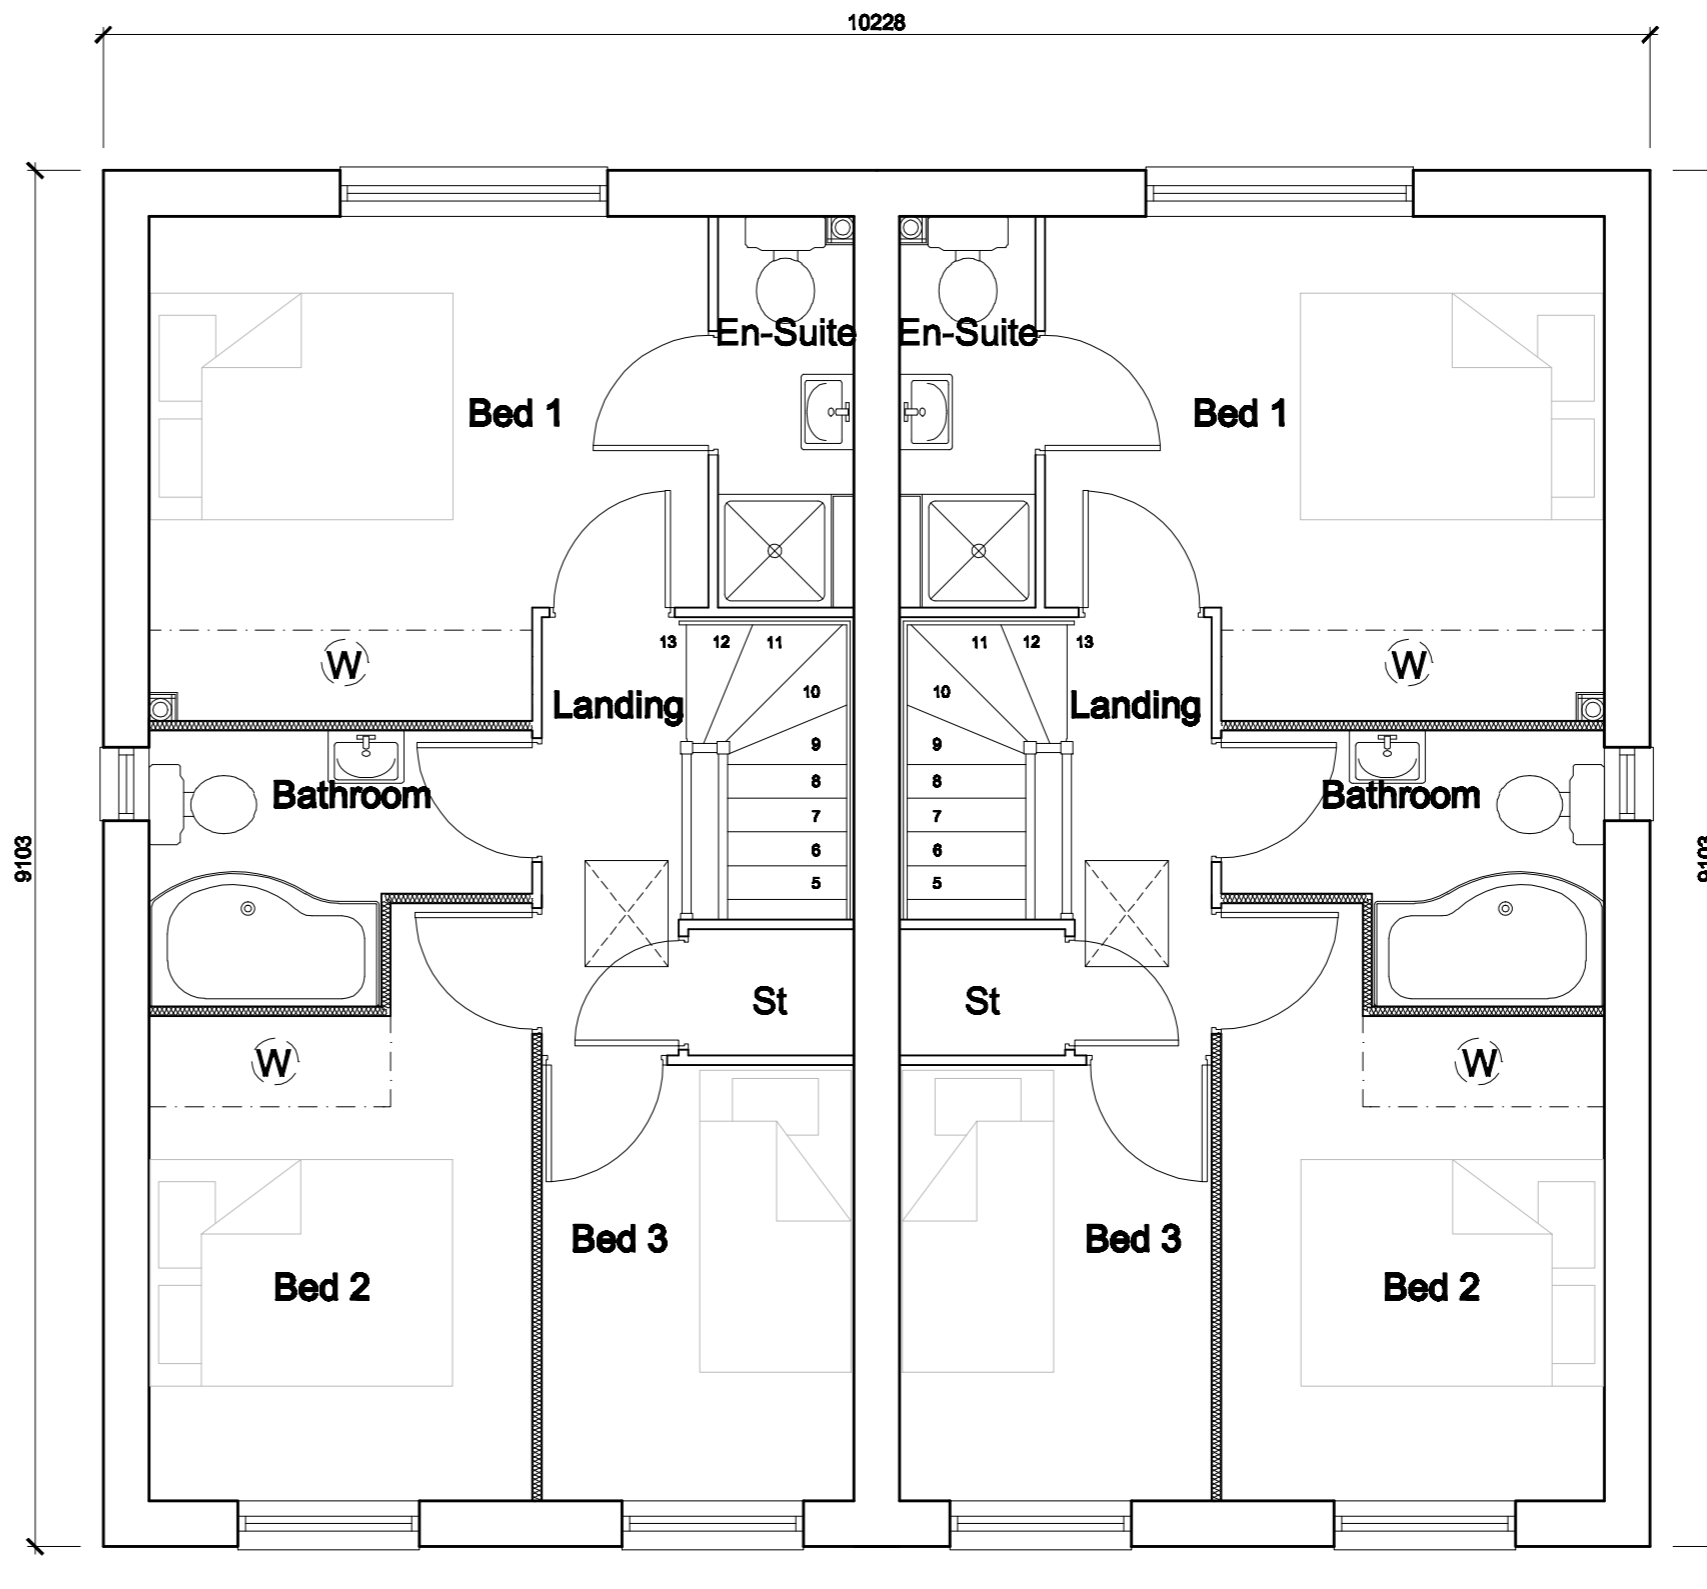 10228
En-Suite En-Suite
Bed 1 Bed 1
13 12 11 11 12 13
W W
10 10
Landing Landing
9 9
8 8
Bathroom Bathroom
7 7
6 6
9103 9103
5 5
St St
W W
Bed 3 Bed 3
Bed 2 Bed 2